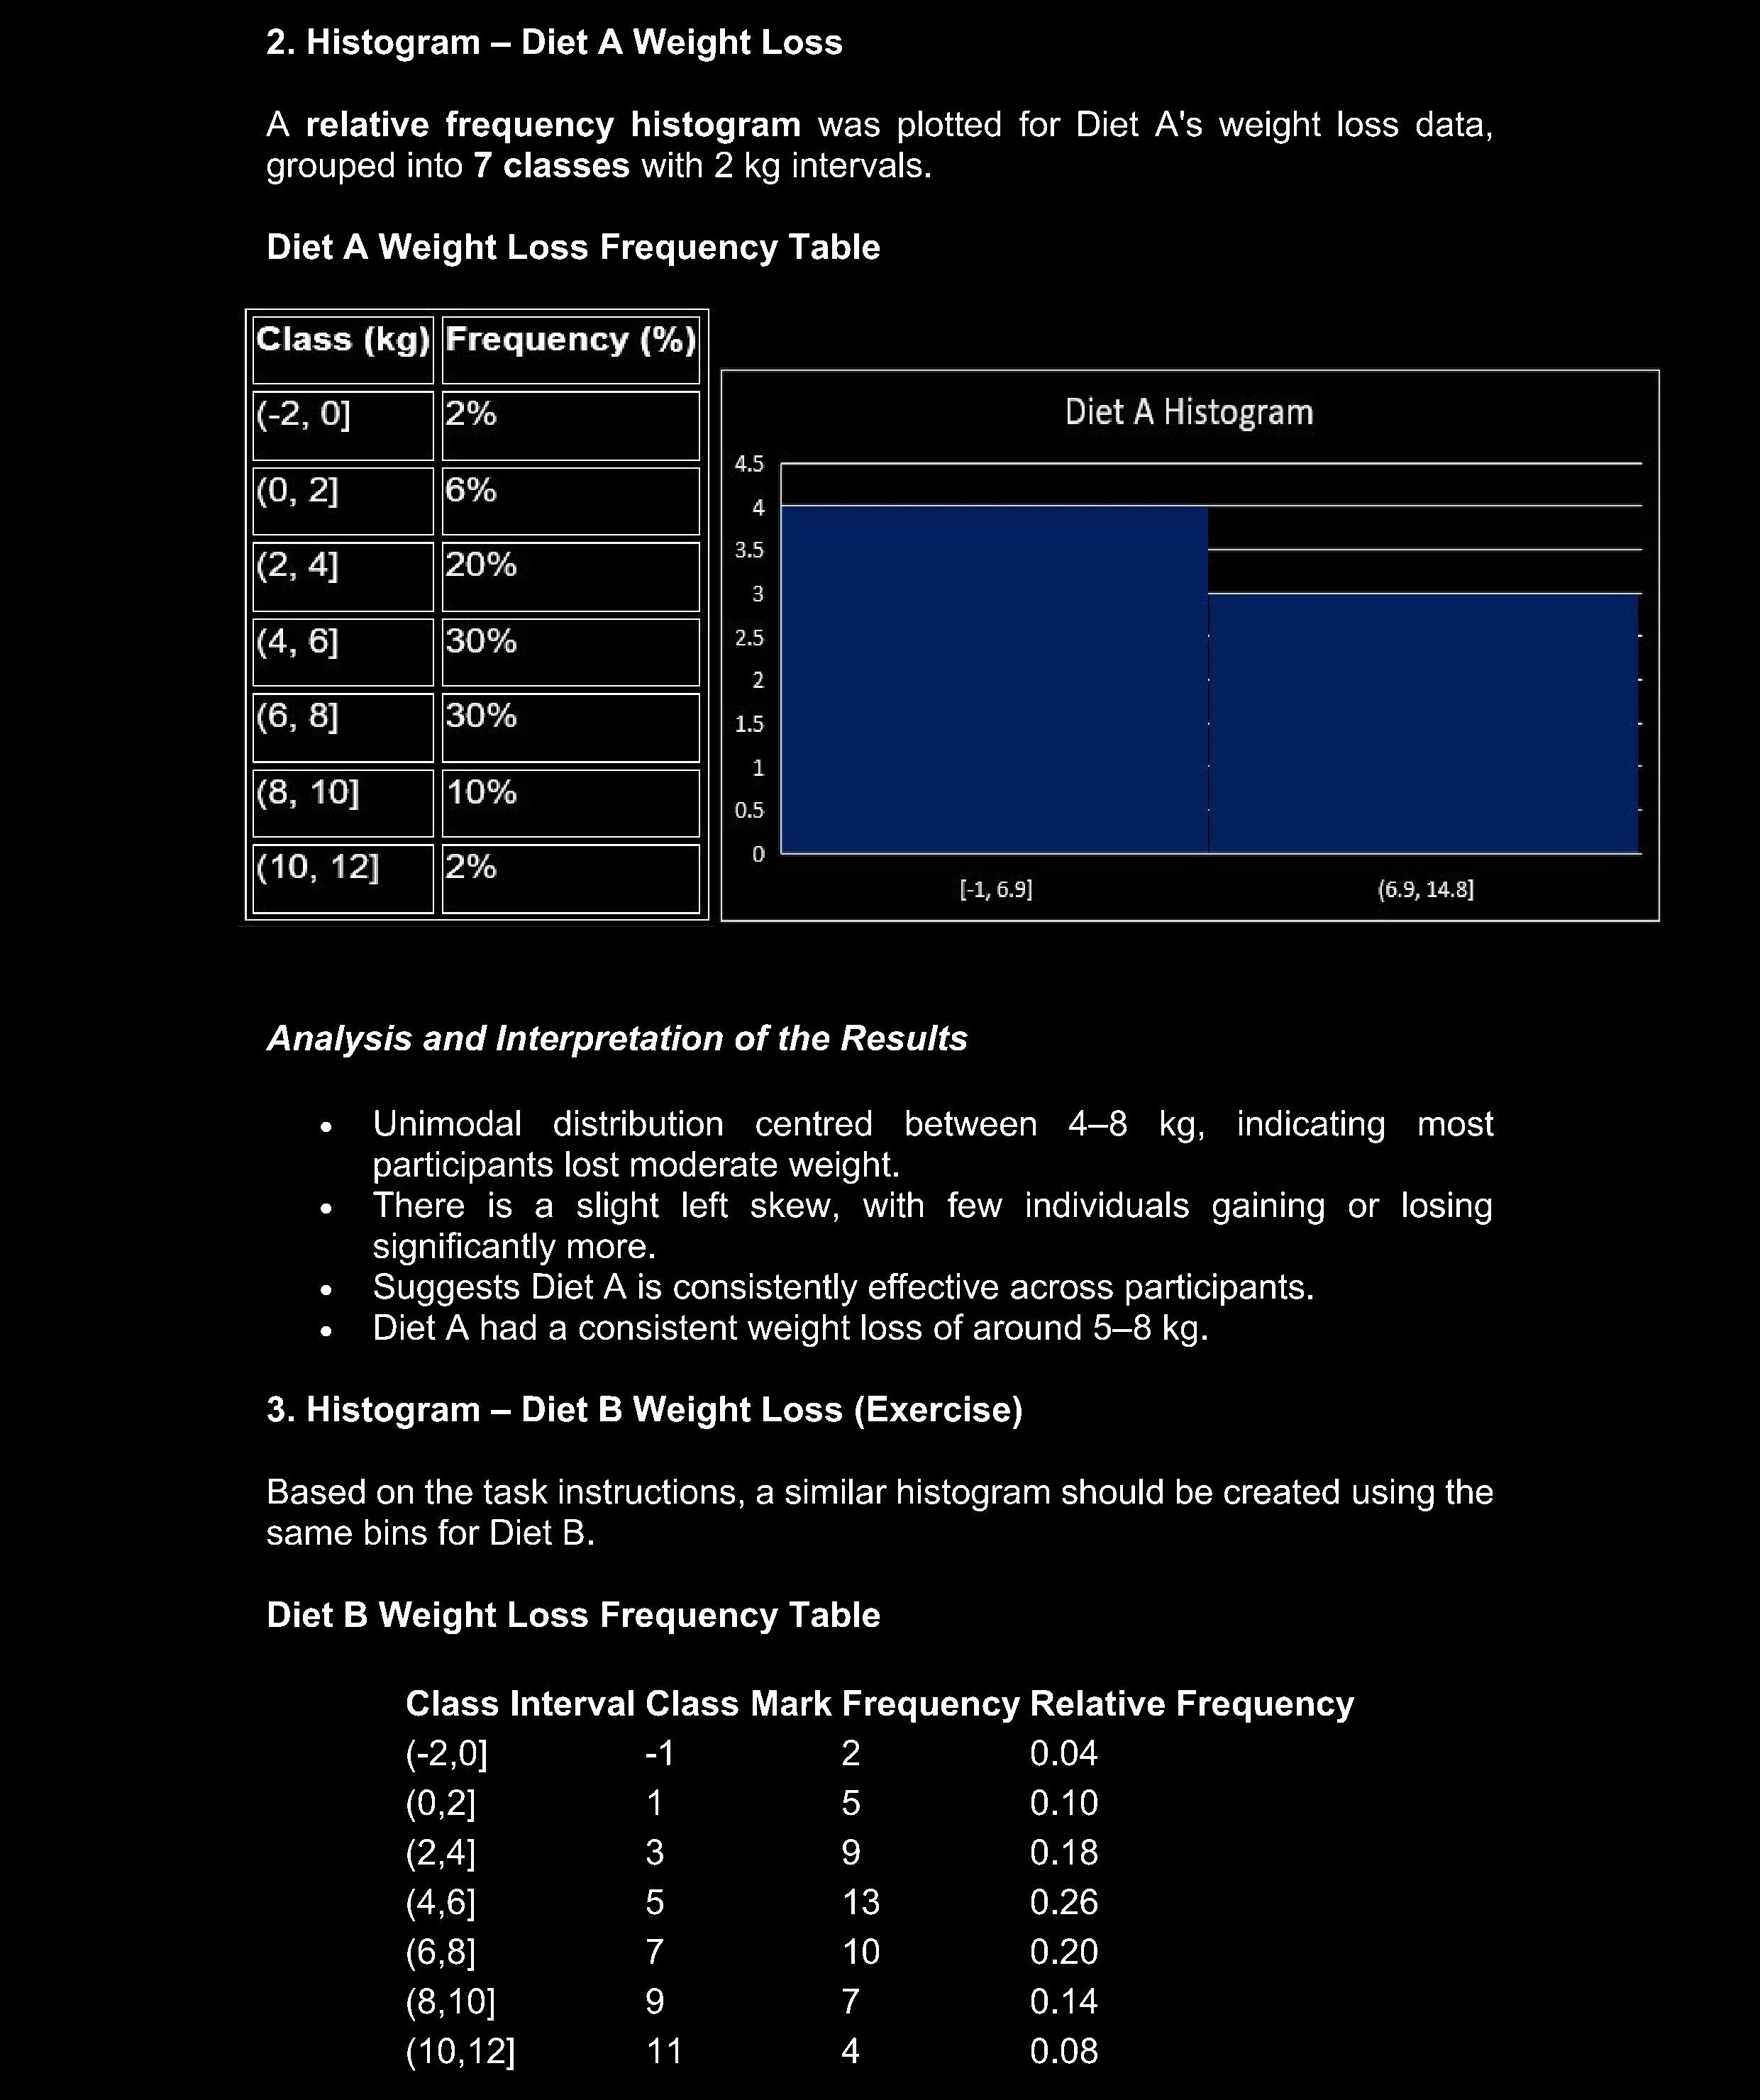 2. Histogram – Diet A Weight Loss
A relative frequency histogram was plotted for Diet A's weight loss data,
grouped into 7 classes with 2 kg intervals.
Diet A Weight Loss Frequency Table
Class (kg) Frequency (%)
(-2, 0] 2%
(0, 2] 6%
(2, 4] 20%
(4, 6] 30%
(6, 8] 30%
(8, 10] 10%
(10, 12] 2%
Diet A Histogram
4.5
4
3.5
3
2.5
2
1.5
1
0.5
0
[-1, 6.9] (6.9, 14.8]
Analysis and Interpretation of the Results
• Unimodal distribution centred between 4–8 kg, indicating most
participants lost moderate weight.
• There is a slight left skew, with few individuals gaining or losing
significantly more.
• Suggests Diet A is consistently effective across participants.
• Diet A had a consistent weight loss of around 5–8 kg.
3. Histogram – Diet B Weight Loss (Exercise)
Based on the task instructions, a similar histogram should be created using the
same bins for Diet B.
Diet B Weight Loss Frequency Table
Class Interval Class Mark Frequency Relative Frequency
(-2,0] -1 2 0.04
(0,2] 1 5 0.10
(2,4] 3 9 0.18
(4,6] 5 13 0.26
(6,8] 7 10 0.20
(8,10] 9 7 0.14
(10,12] 11 4 0.08